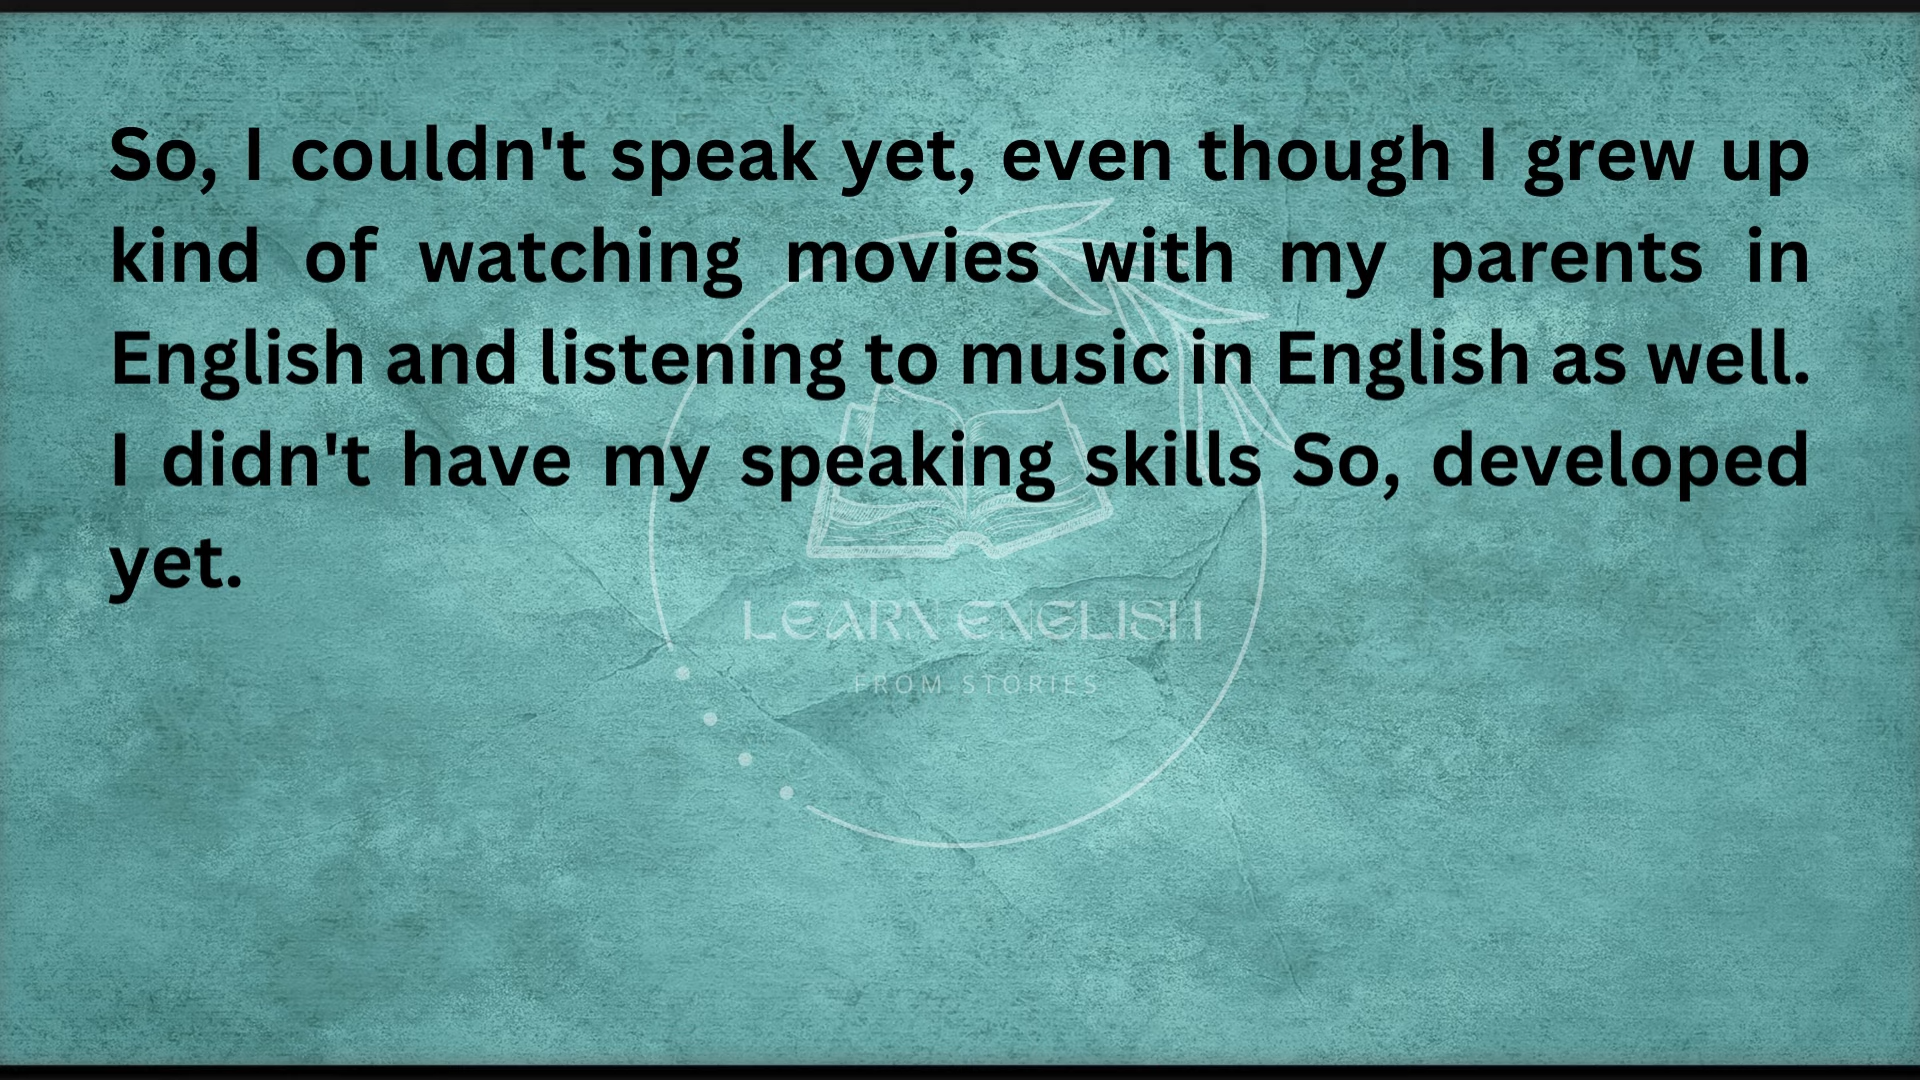 So, I couldn't speak yet, even though I grew up
kind of watching movies with my parents in
English and listening to music in English as well.
I didn't have my speaking skills So, developed
yet.
LEARN ENGLISH
FROM STORIES